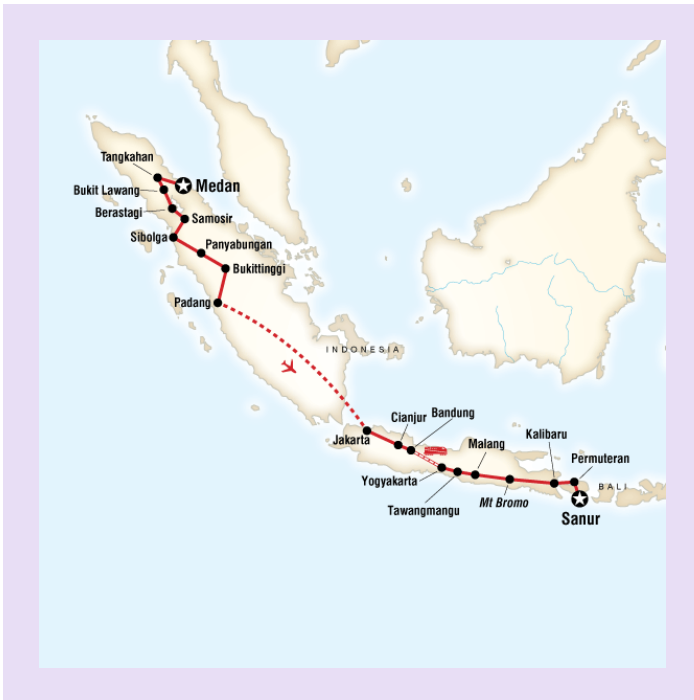 Tangkahan
Medan
Bukit Lawang
Berastagi
Samosir
Sibolga
Panyabungan
Bukittinggi
Padang
INDONESIA
Cianjur
Bandung
Jakarta
Kalibaru
Malang
Permuteran
Yogyakarta
BALI
Mt Bromo
Tawangmangu
Sanur